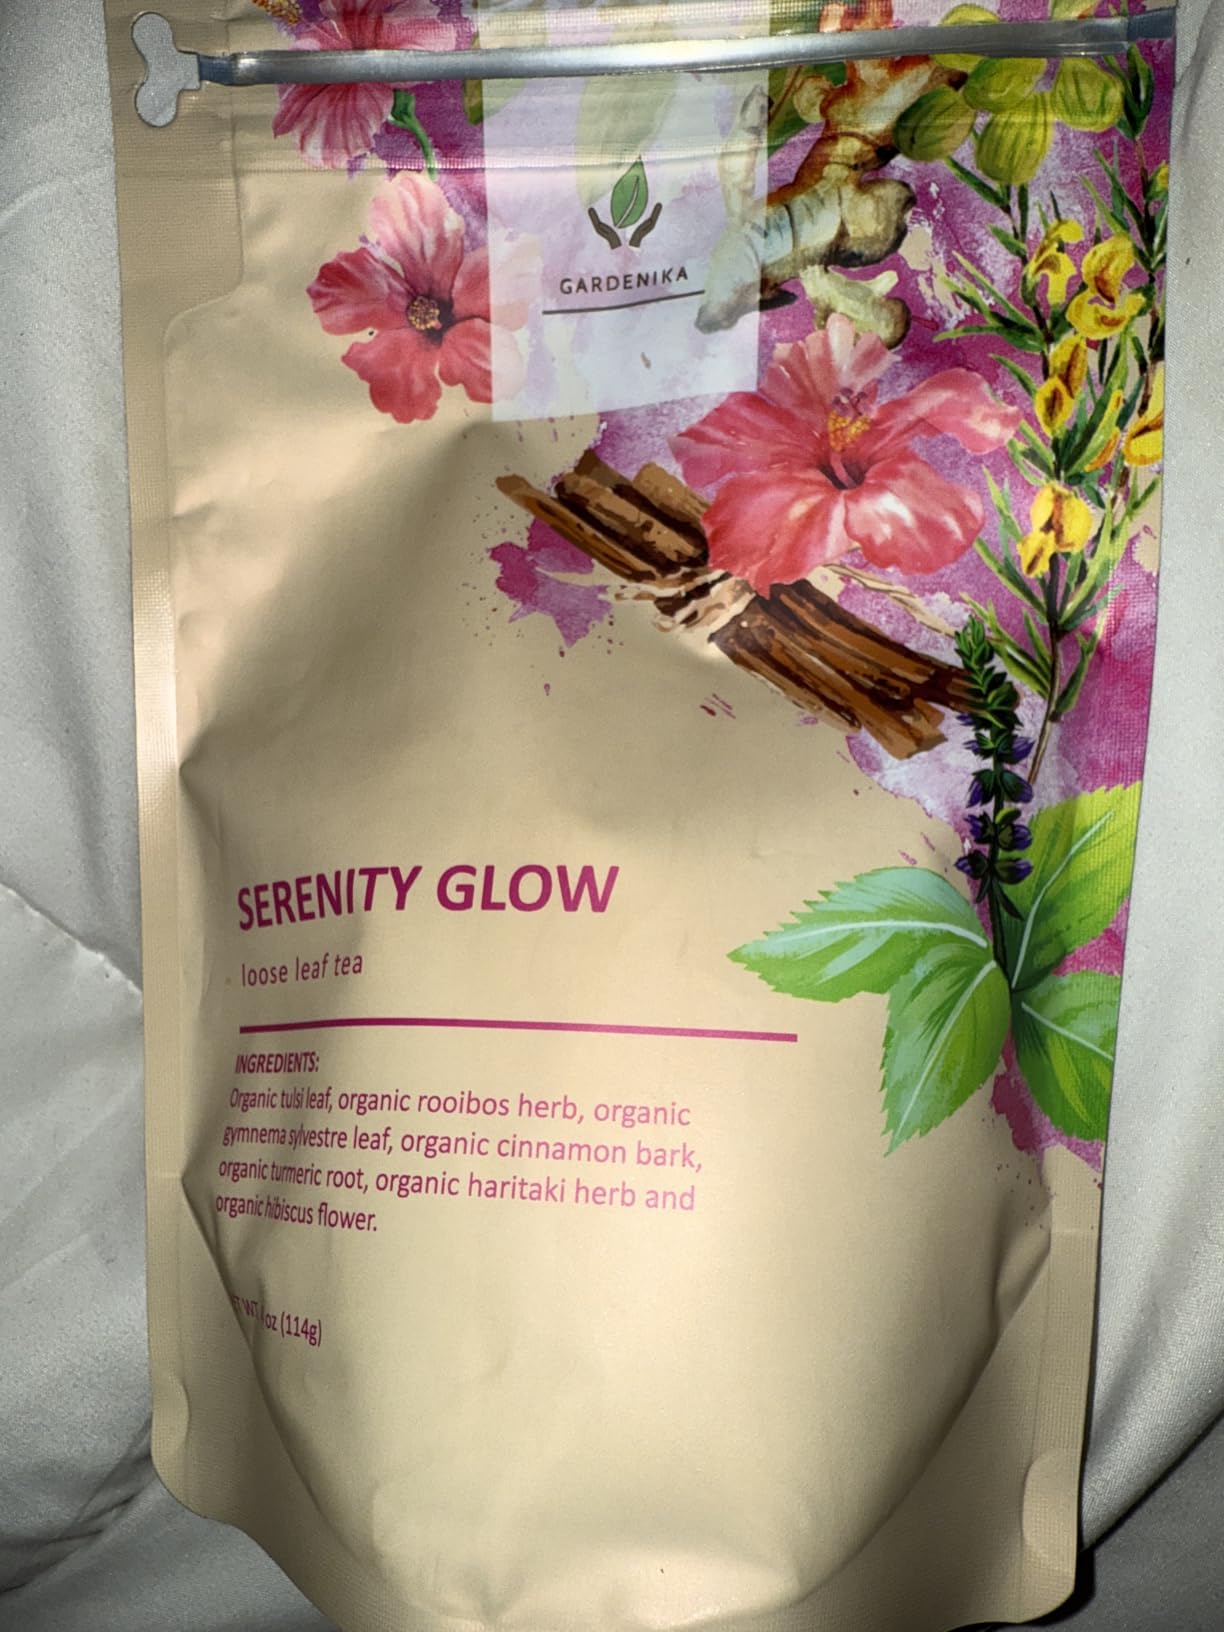 GARDENIKA
SERENITY GLOW
loose leaf tea
INGREDIENTS:
Organic tulsi leaf, organic rooibos herb, organic
gymnema sylvestre leaf, organic cinnamon bark,
organic turmeric root, organic haritaki herb and
organic hibiscus flower.
WT oz (114g)